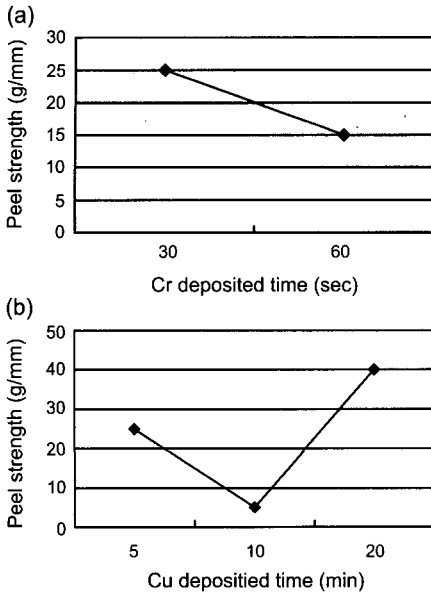 (a)
Peel strength (g/mm)
30
25
20
15
10
5
0
30 60
Cr deposited time (sec)
(b)
Peel strength (g/mm)
50
40
30
20
10
0
5 10 20
Cu depositied time (min)